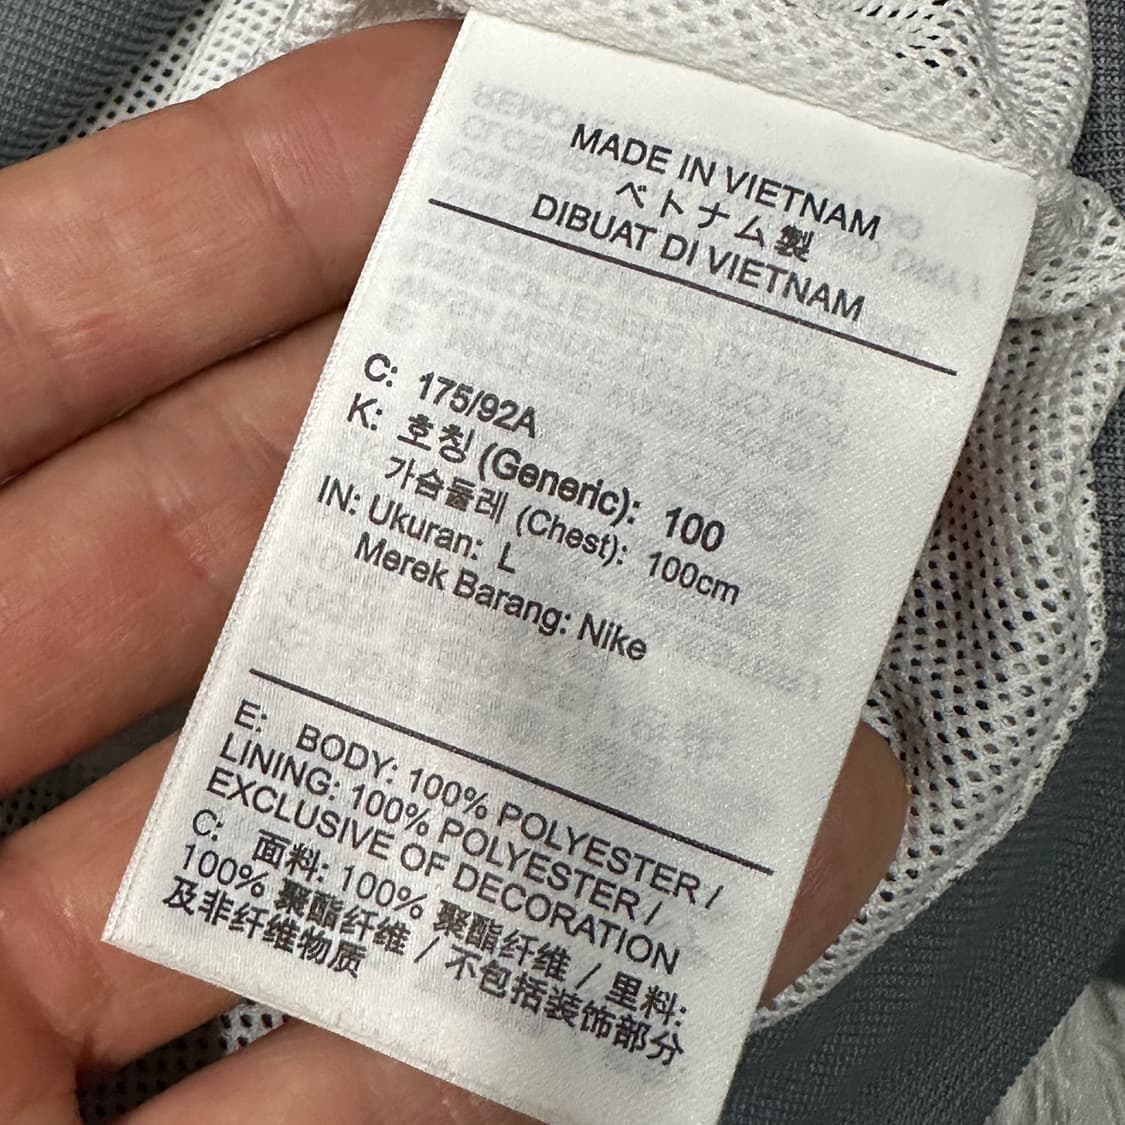 MADE IN VIETNAM
ベトナム製
DIBUAT DI VIETNAM
C: 175/92A
K: 호칭 (Generic): 100
가슴둘레 (Chest): 100cm
IN: Ukuran: L
Merek Barang: Nike
E: BODY: 100% POLYESTER /
LINING: 100% POLYESTER /
EXCLUSIVE OF DECORATION
C: 面料: 100% 聚酯纤维 / 里料:
100% 聚酯纤维 / 不包括装饰部分
及非纤维物质